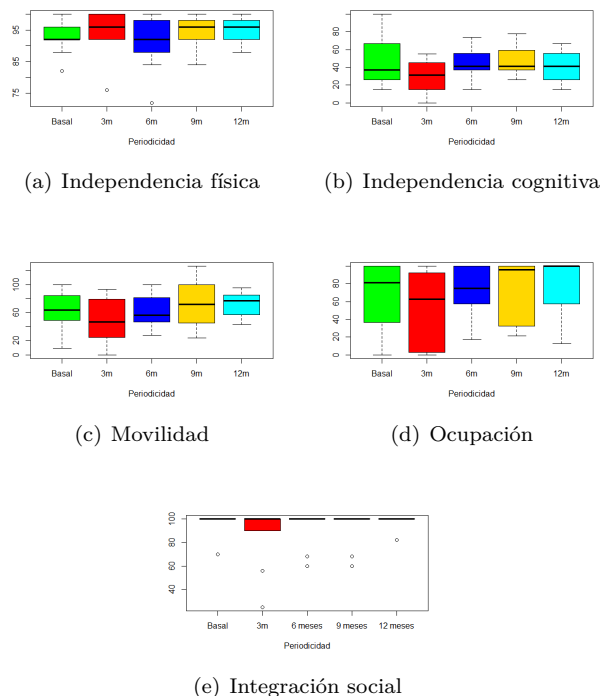 75 85 95
Basal 3m 6m 9m 12m
Periodicidad
(a) Independencia física
0 20 40 60 80
Basal 3m 6m 9m 12m
Periodicidad
(b) Independencia cognitiva
0 20 60 100
Basal 3m 6m 9m 12m
Periodicidad
(c) Movilidad
0 20 40 60 80
Basal 3m 6m 9m 12m
Periodicidad
(d) Ocupación
40 60 80 100
Basal 3m 6 meses 9 meses 12 meses
Periodicidad
(e) Integración social